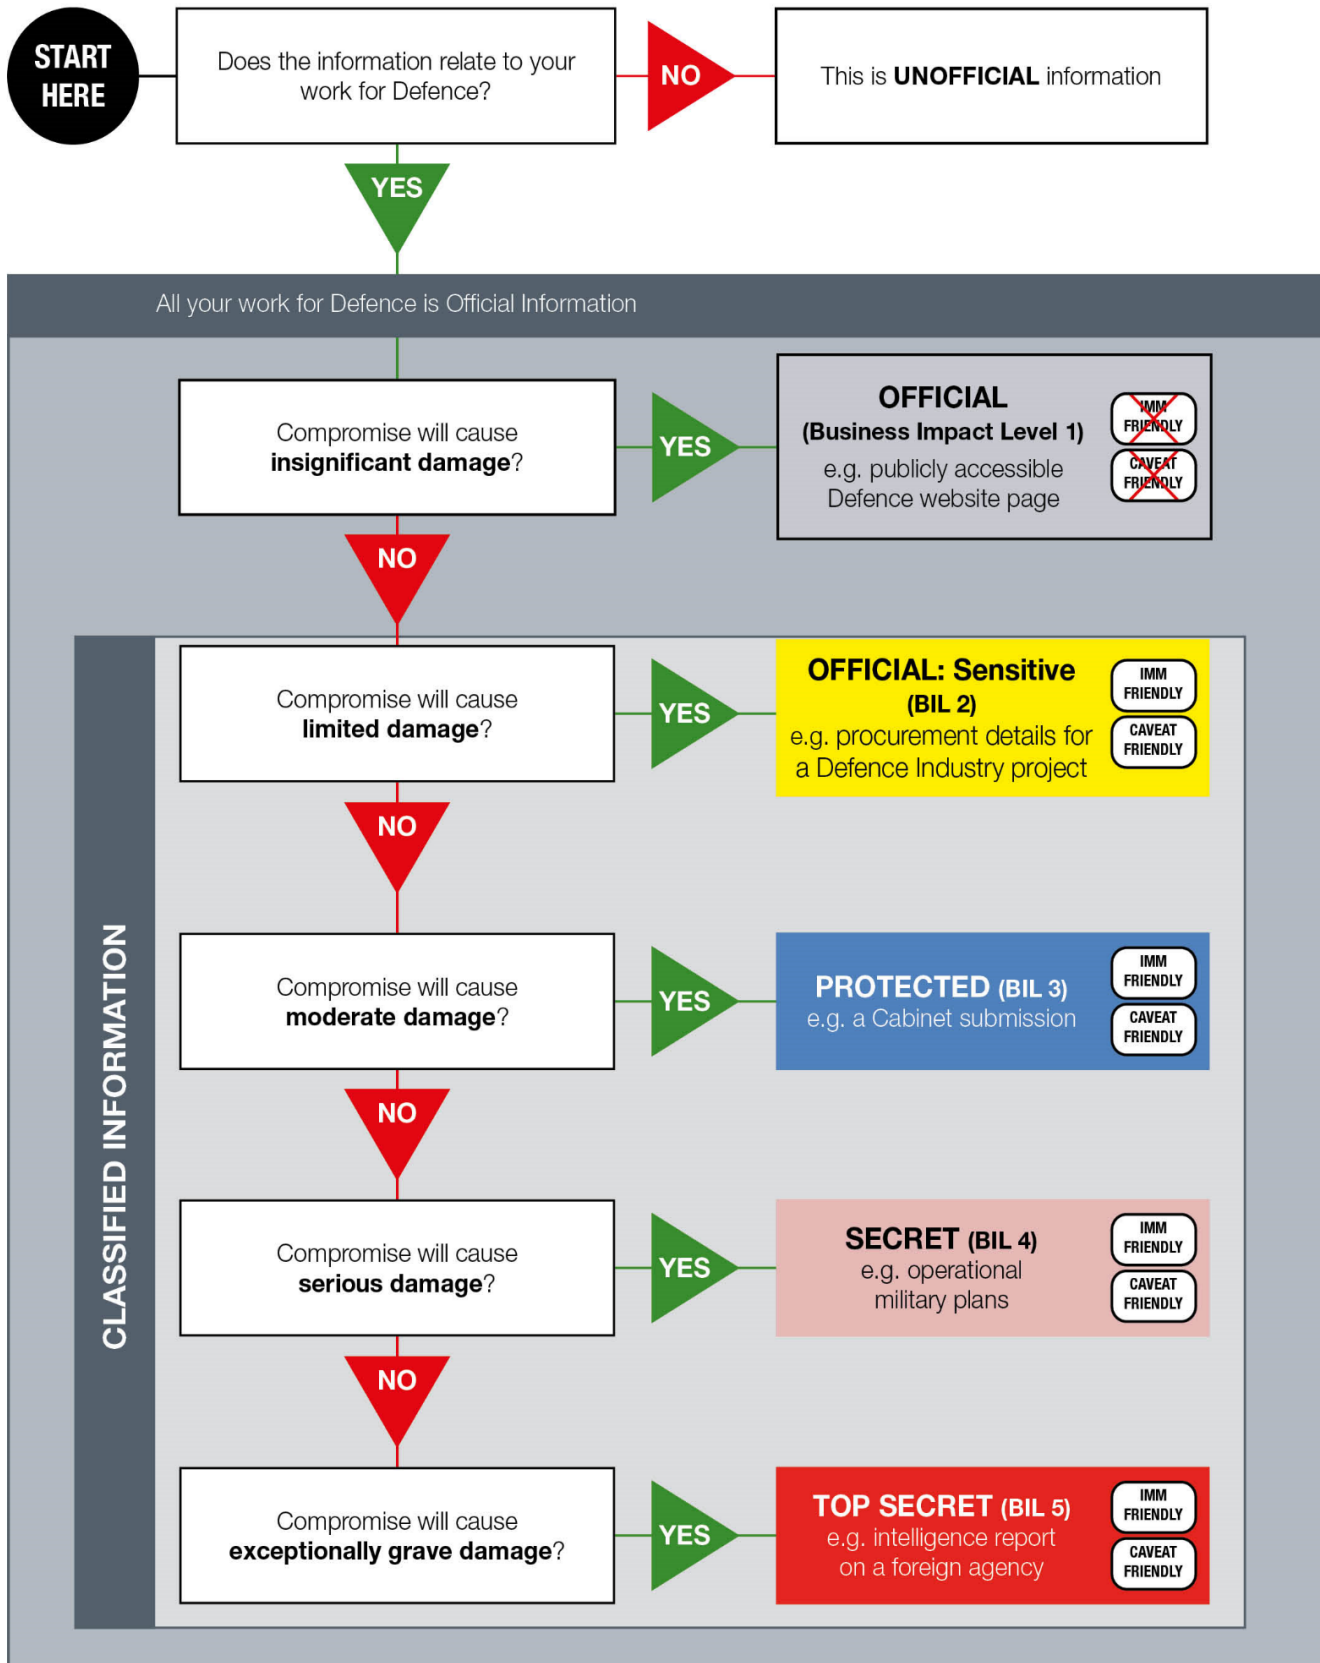 START
HERE
Does the information relate to your
work for Defence?
NO
This is UNOFFICIAL information
YES
All your work for Defence is Official Information
Compromise will cause
insignificant damage?
YES
OFFICIAL
(Business Impact Level 1)
e.g. publicly accessible
Defence website page
IMM
FRIENDLY
CAVEAT
FRIENDLY
NO
CLASSIFIED INFORMATION
Compromise will cause
limited damage?
YES
OFFICIAL: Sensitive
(BIL 2)
e.g. procurement details for
a Defence Industry project
IMM
FRIENDLY
CAVEAT
FRIENDLY
NO
Compromise will cause
moderate damage?
YES
PROTECTED (BIL 3)
e.g. a Cabinet submission
IMM
FRIENDLY
CAVEAT
FRIENDLY
NO
Compromise will cause
serious damage?
YES
SECRET (BIL 4)
e.g. operational
military plans
IMM
FRIENDLY
CAVEAT
FRIENDLY
NO
Compromise will cause
exceptionally grave damage?
YES
TOP SECRET (BIL 5)
e.g. intelligence report
on a foreign agency
IMM
FRIENDLY
CAVEAT
FRIENDLY